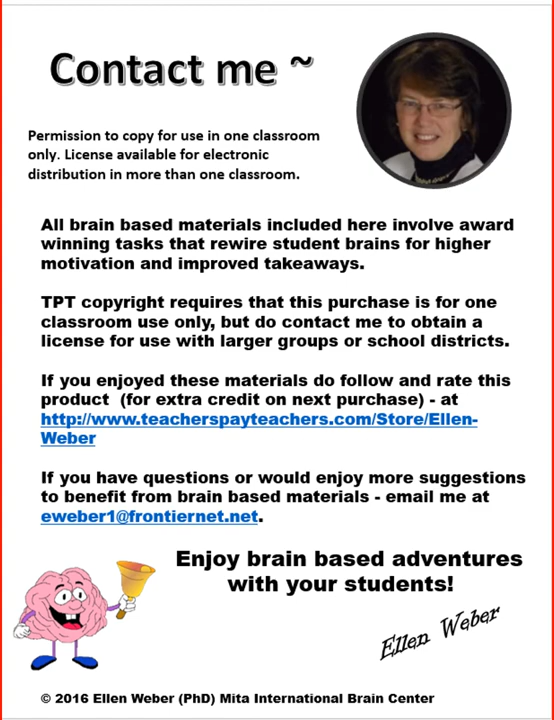 Contact me ~
Permission to copy for use in one classroom
only. License available for electronic
distribution in more than one classroom.
All brain based materials included here involve award
winning tasks that rewire student brains for higher
motivation and improved takeaways.
TPT copyright requires that this purchase is for one
classroom use only, but do contact me to obtain a
license for use with larger groups or school districts.
If you enjoyed these materials do follow and rate this
product (for extra credit on next purchase) - at
http://www.teacherspayteachers.com/Store/Ellen-
Weber
If you have questions or would enjoy more suggestions
to benefit from brain based materials - email me at
eweber1@frontiernet.net.
Enjoy brain based adventures
with your students!
Ellen Weber
© 2016 Ellen Weber (PhD) Mita International Brain Center